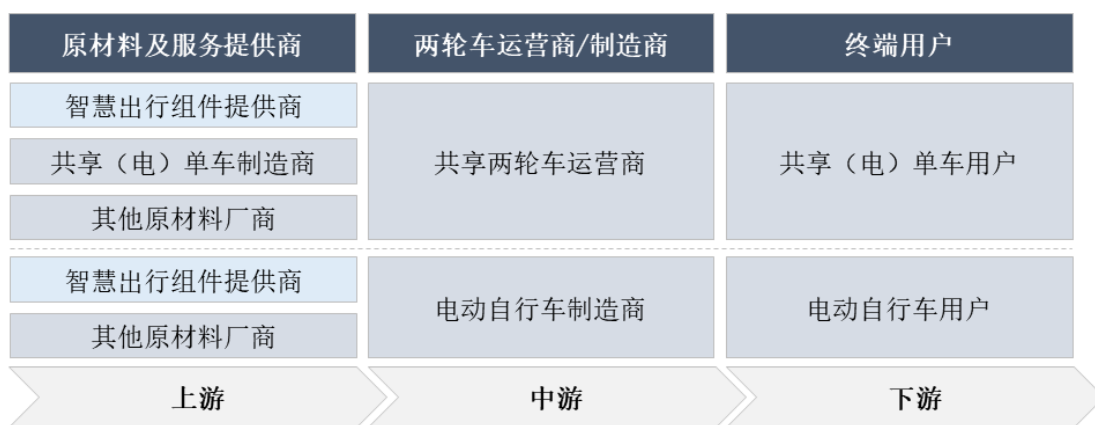 原材料及服务提供商
两轮车运营商/制造商
终端用户
智慧出行组件提供商
共享（电）单车制造商
其他原材料厂商
共享两轮车运营商
共享（电）单车用户
智慧出行组件提供商
其他原材料厂商
电动自行车制造商
电动自行车用户
上游
中游
下游